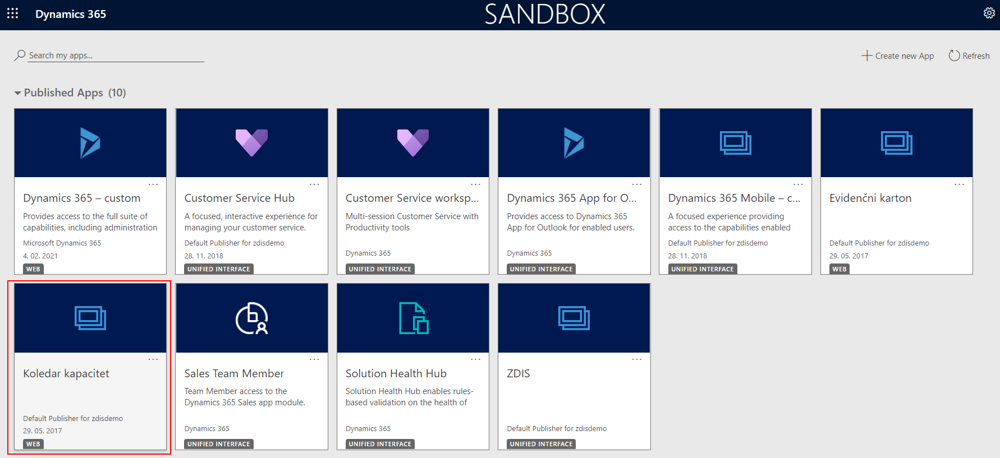 Dynamics 365
SANDBOX
Search my apps...
Create new App
Refresh
Published Apps (10)
Dynamics 365 – custom
Provides access to the full suite of
capabilities, including administration
Microsoft Dynamics 365
4. 02. 2021
WEB
Customer Service Hub
A focused, interactive experience for
managing your customer service.
Default Publisher for zdisdemo
28. 11. 2018
UNIFIED INTERFACE
Customer Service worksp...
Multi-session Customer Service with
Productivity tools
Dynamics 365
UNIFIED INTERFACE
Dynamics 365 App for O...
Provides access to Dynamics 365
App for Outlook for enabled users.
Dynamics 365
UNIFIED INTERFACE
Dynamics 365 Mobile – c...
A focused experience providing
access to the capabilities enabled
Default Publisher for zdisdemo
28. 11. 2018
UNIFIED INTERFACE
Evidenčni karton
Default Publisher for zdisdemo
29. 05. 2017
WEB
Koledar kapacitet
Default Publisher for zdisdemo
29. 05. 2017
WEB
Sales Team Member
Team Member access to the
Dynamics 365 Sales app module.
Dynamics 365
UNIFIED INTERFACE
Solution Health Hub
Solution Health Hub enables rules-
based validation on the health of
Dynamics 365
UNIFIED INTERFACE
ZDIS
Default Publisher for zdisdemo
UNIFIED INTERFACE